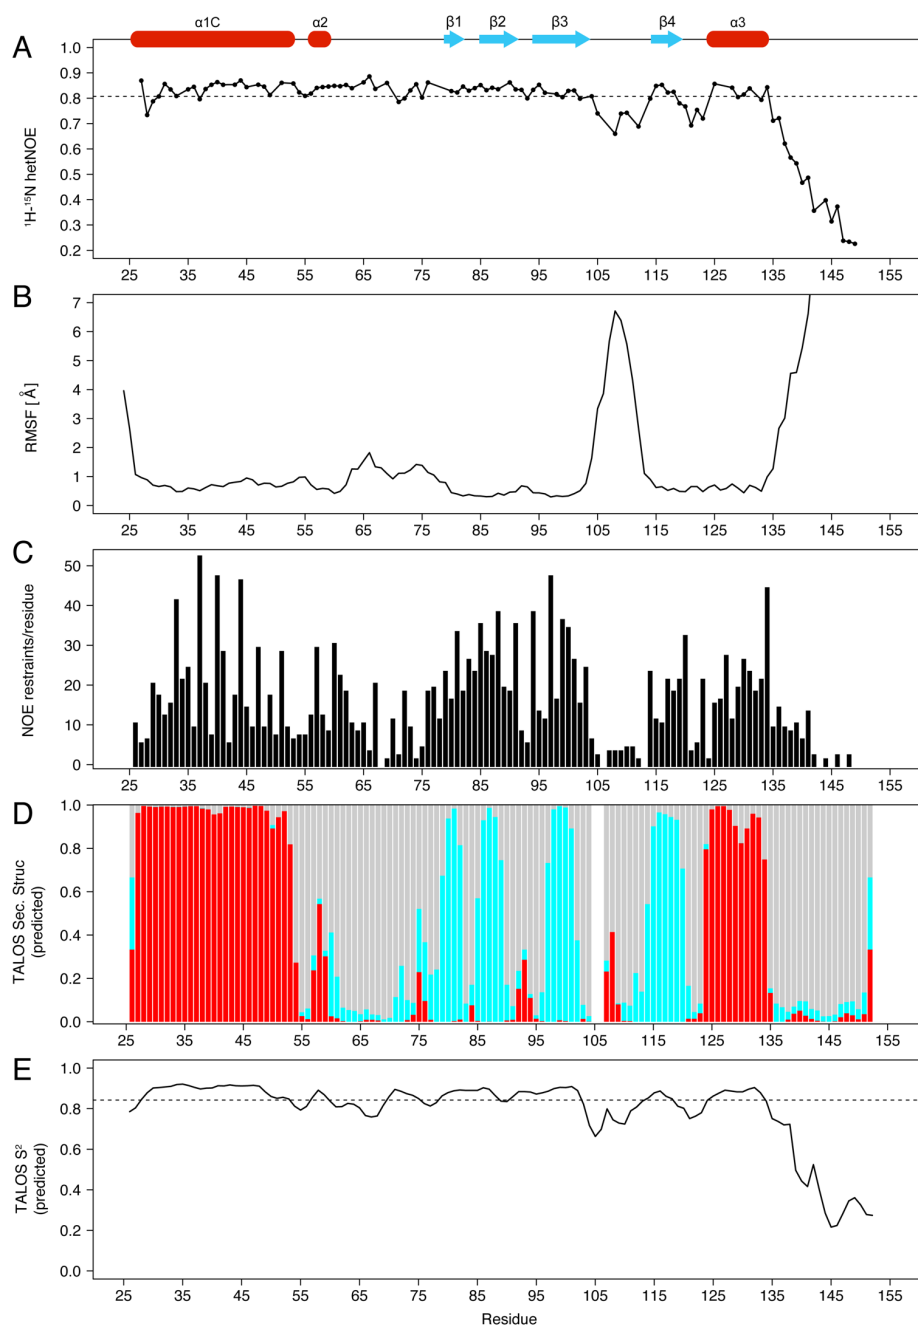 α1C α2 β1 β2 β3 β4 α3
A
1.0
0.9
0.8
0.7
0.6
0.5
0.4
0.3
0.2
¹H-¹⁵N hetNOE
25 35 45 55 65 75 85 95 105 115 125 135 145 155
B
7
6
5
4
3
2
1
0
RMSF [ Å]
25 35 45 55 65 75 85 95 105 115 125 135 145 155
C
50
40
30
20
10
0
NOE restraints/residue
25 35 45 55 65 75 85 95 105 115 125 135 145 155
D
1.0
0.8
0.6
0.4
0.2
0.0
TALOS Sec. Struc
(predicted)
25 35 45 55 65 75 85 95 105 115 125 135 145 155
E
1.0
0.8
0.6
0.4
0.2
0.0
TALOS S²
(predicted)
25 35 45 55 65 75 85 95 105 115 125 135 145 155
Residue